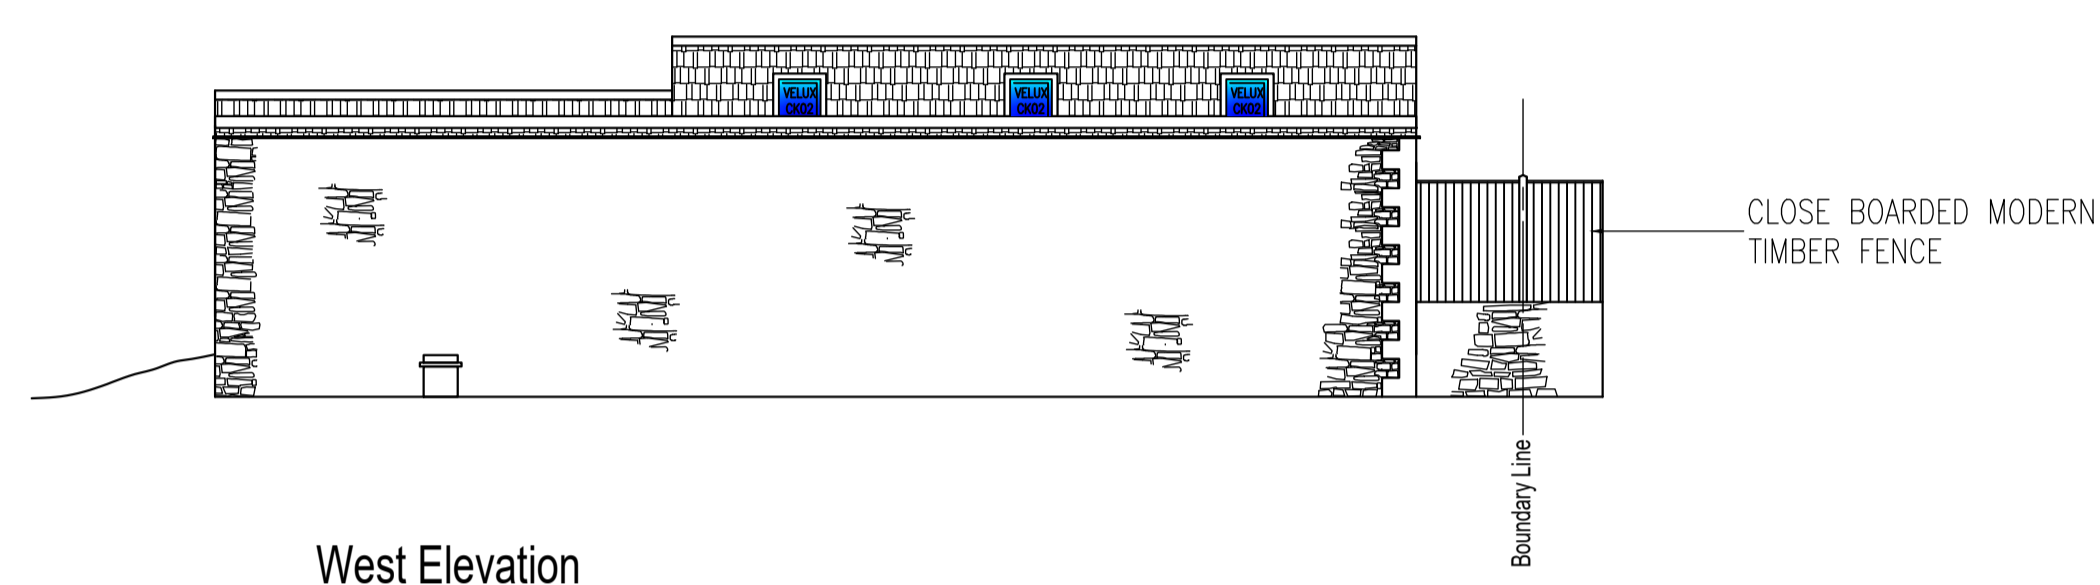 VELUX
CK02
VELUX
CK02
VELUX
CK02
CLOSE BOARDED MODERN
TIMBER FENCE
Boundary Line
West Elevation